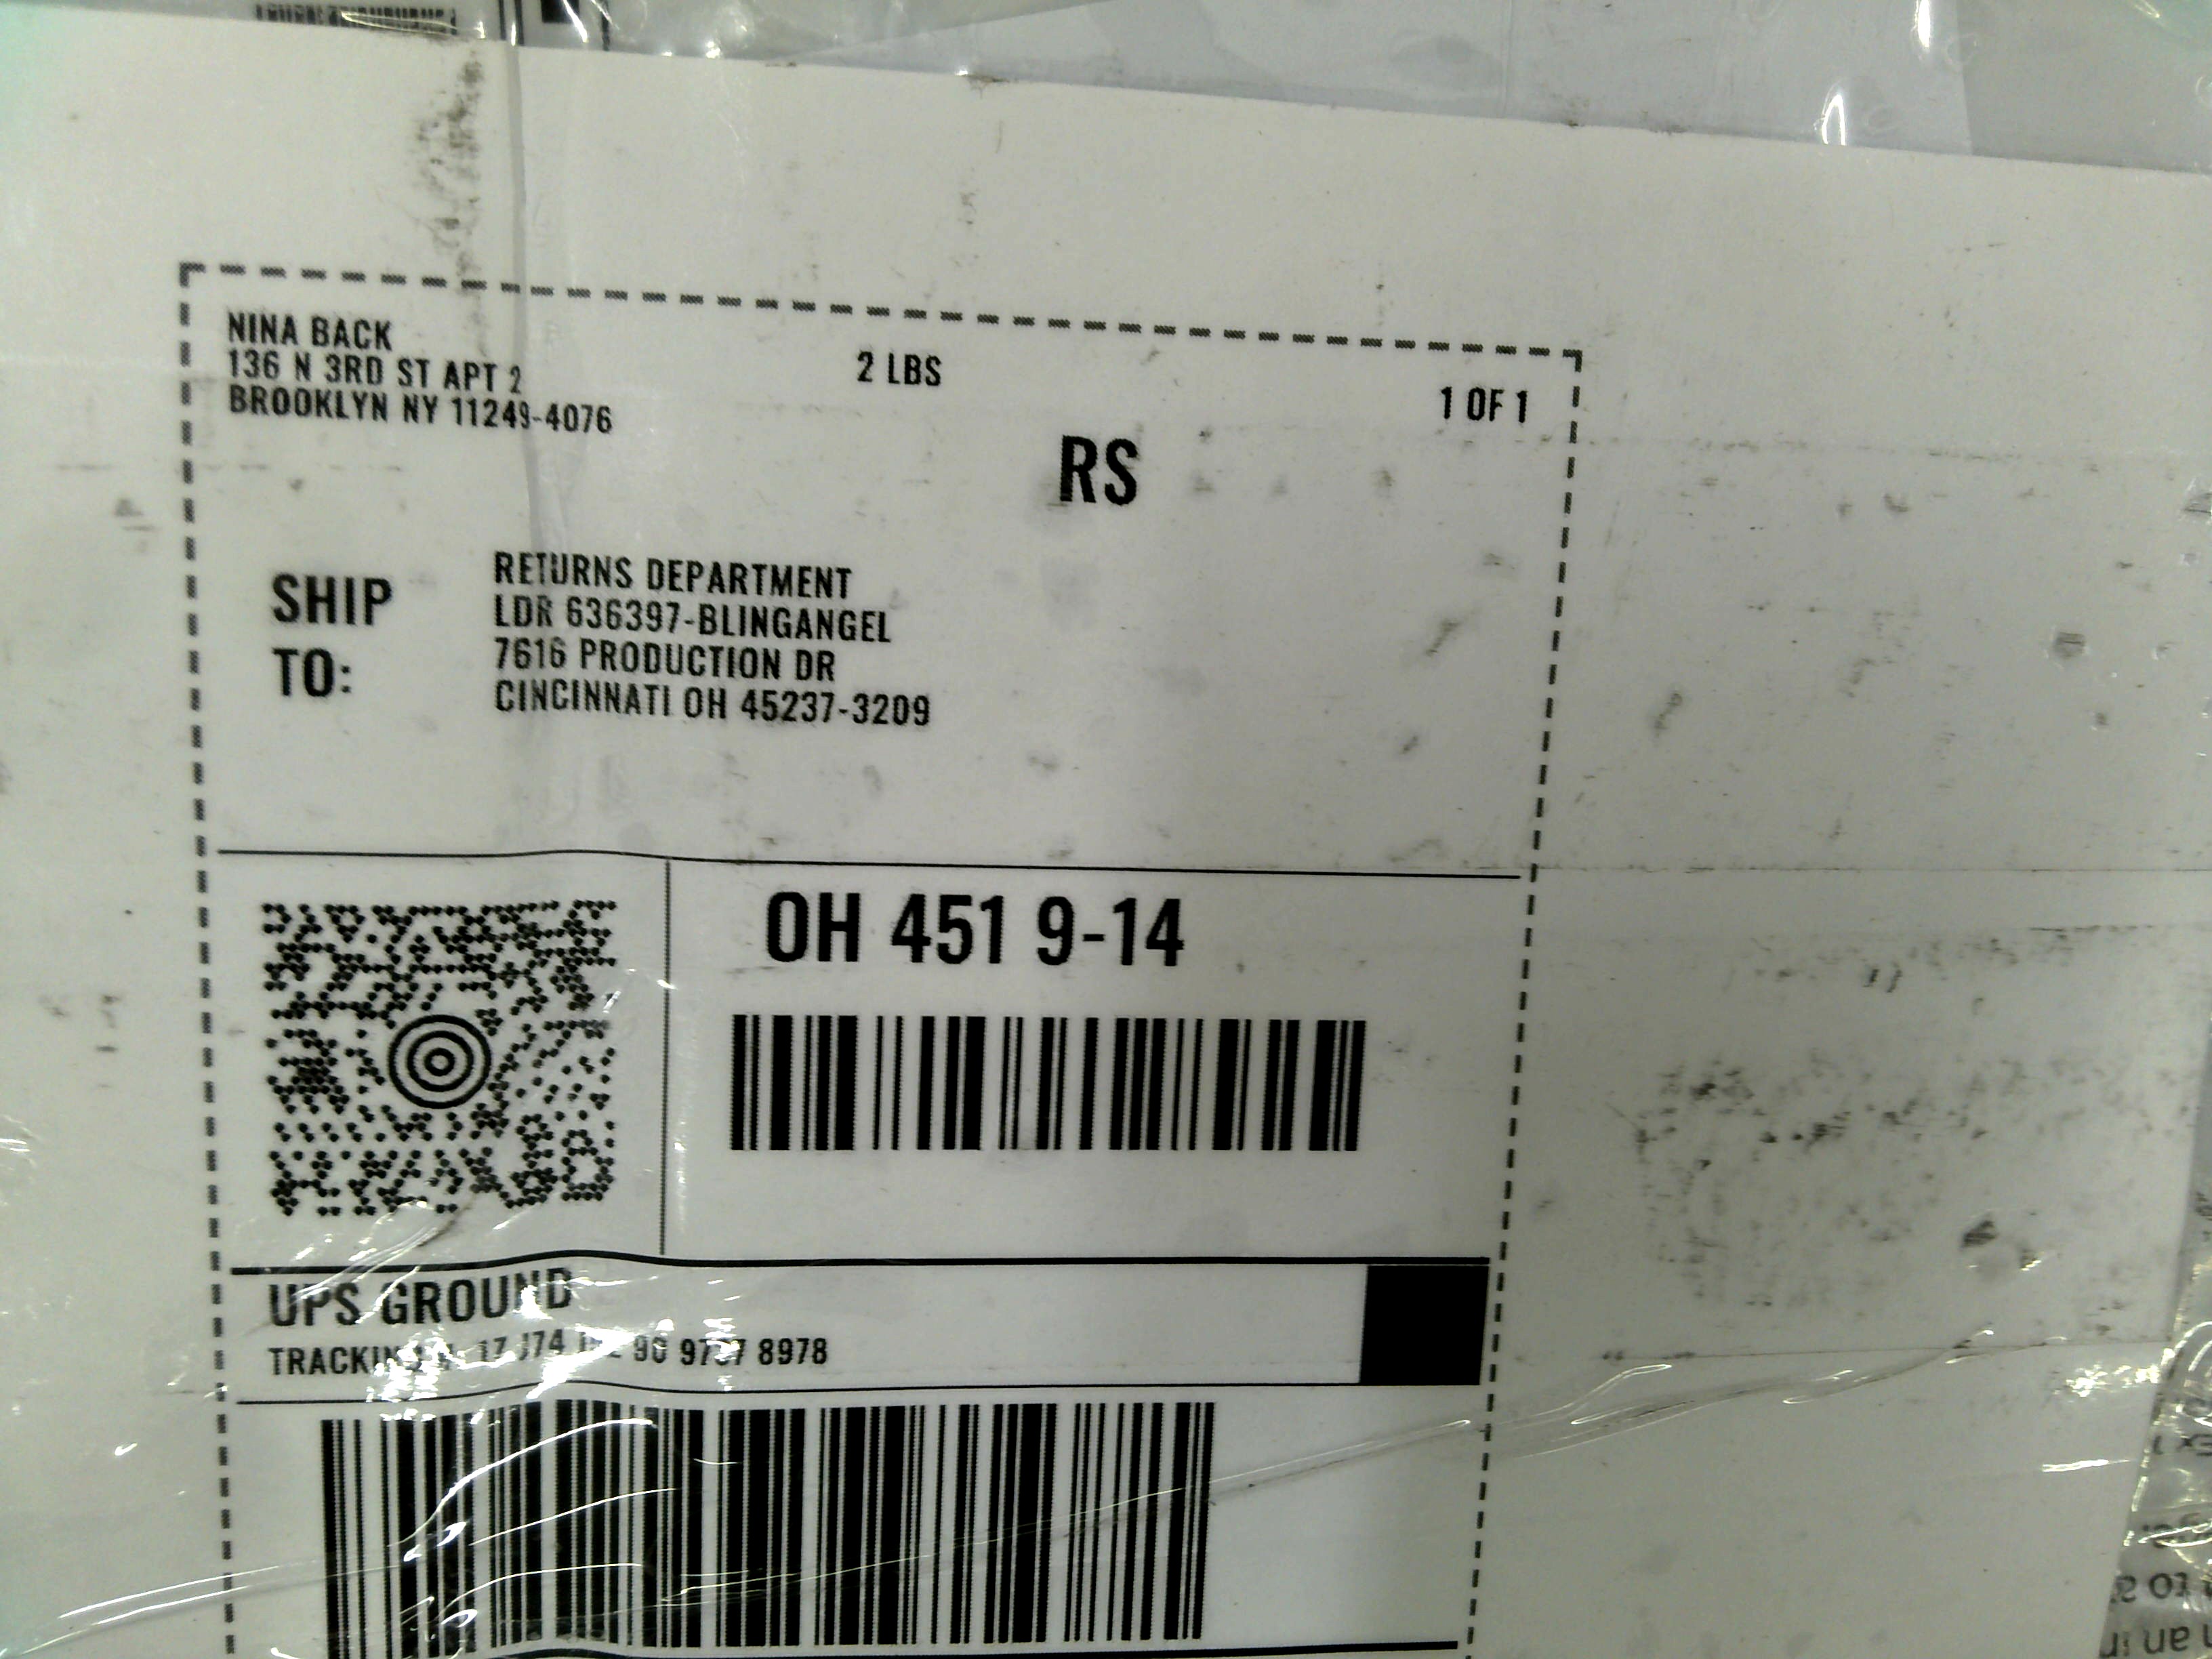 NINA BACK
136 N 3RD ST APT 2
BROOKLYN NY 11249-4076
2 LBS
1 OF 1
RS
SHIP
TO:
RETURNS DEPARTMENT
LDR 636397-BLINGANGEL
7616 PRODUCTION DR
CINCINNATI OH 45237-3209
OH 451 9-14
UPS GROUND
90 8978